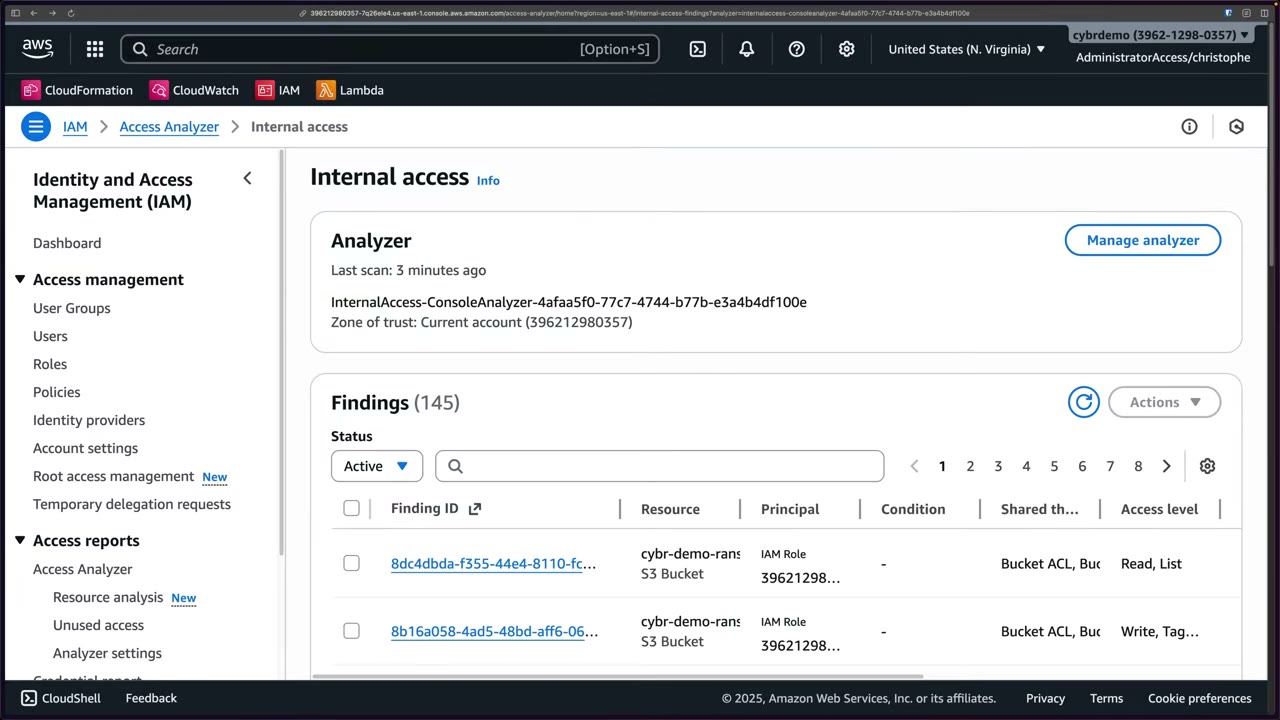 396212980357-7q26ele4.us-east-1.console.aws.amazon.com/access-analyzer/home?region=us-east-1#/internal-access-findings?analyzer=internalaccess-consoleanalyzer-4afaa5f0-77c7-4744-b77b-e3a4b4df100e
aws
Search
[Option+S]
United States (N. Virginia)
cybrdemo (3962-1298-0357)
AdministratorAccess/christophe
CloudFormation
CloudWatch
IAM
Lambda
IAM
Access Analyzer
Internal access
Identity and Access
Management (IAM)
Dashboard
Access management
User Groups
Users
Roles
Policies
Identity providers
Account settings
Root access management New
Temporary delegation requests
Access reports
Access Analyzer
Resource analysis New
Unused access
Analyzer settings
Credential report
Internal access Info
Analyzer
Manage analyzer
Last scan: 3 minutes ago
InternalAccess-ConsoleAnalyzer-4afaa5f0-77c7-4744-b77b-e3a4b4df100e
Zone of trust: Current account (396212980357)
Findings (145)
Actions
Status
Active
1 2 3 4 5 6 7 8
Finding ID Resource Principal Condition Shared th... Access level
8dc4dbda-f355-44e4-8110-fc... cybr-demo-rans S3 Bucket IAM Role 39621298... - Bucket ACL, Buc Read, List
8b16a058-4ad5-48bd-aff6-06... cybr-demo-rans S3 Bucket IAM Role 39621298... - Bucket ACL, Buc Write, Tag...
CloudShell
Feedback
© 2025, Amazon Web Services, Inc. or its affiliates.
Privacy
Terms
Cookie preferences